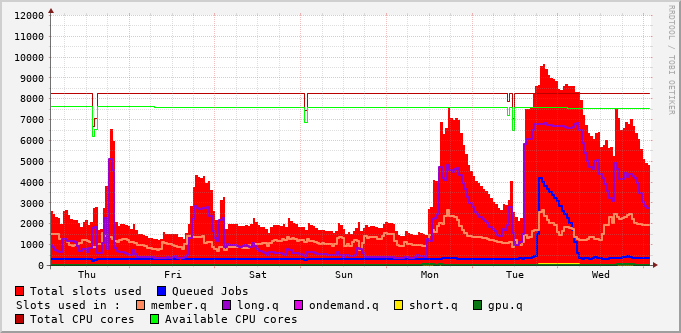 RRDTOOL / TOBI OETIKER
12000
11000
10000
9000
8000
7000
6000
5000
4000
3000
2000
1000
0
Thu Fri Sat Sun Mon Tue Wed
Total slots used Queued Jobs
Slots used in : member.q long.q ondemand.q short.q gpu.q
Total CPU cores Available CPU cores